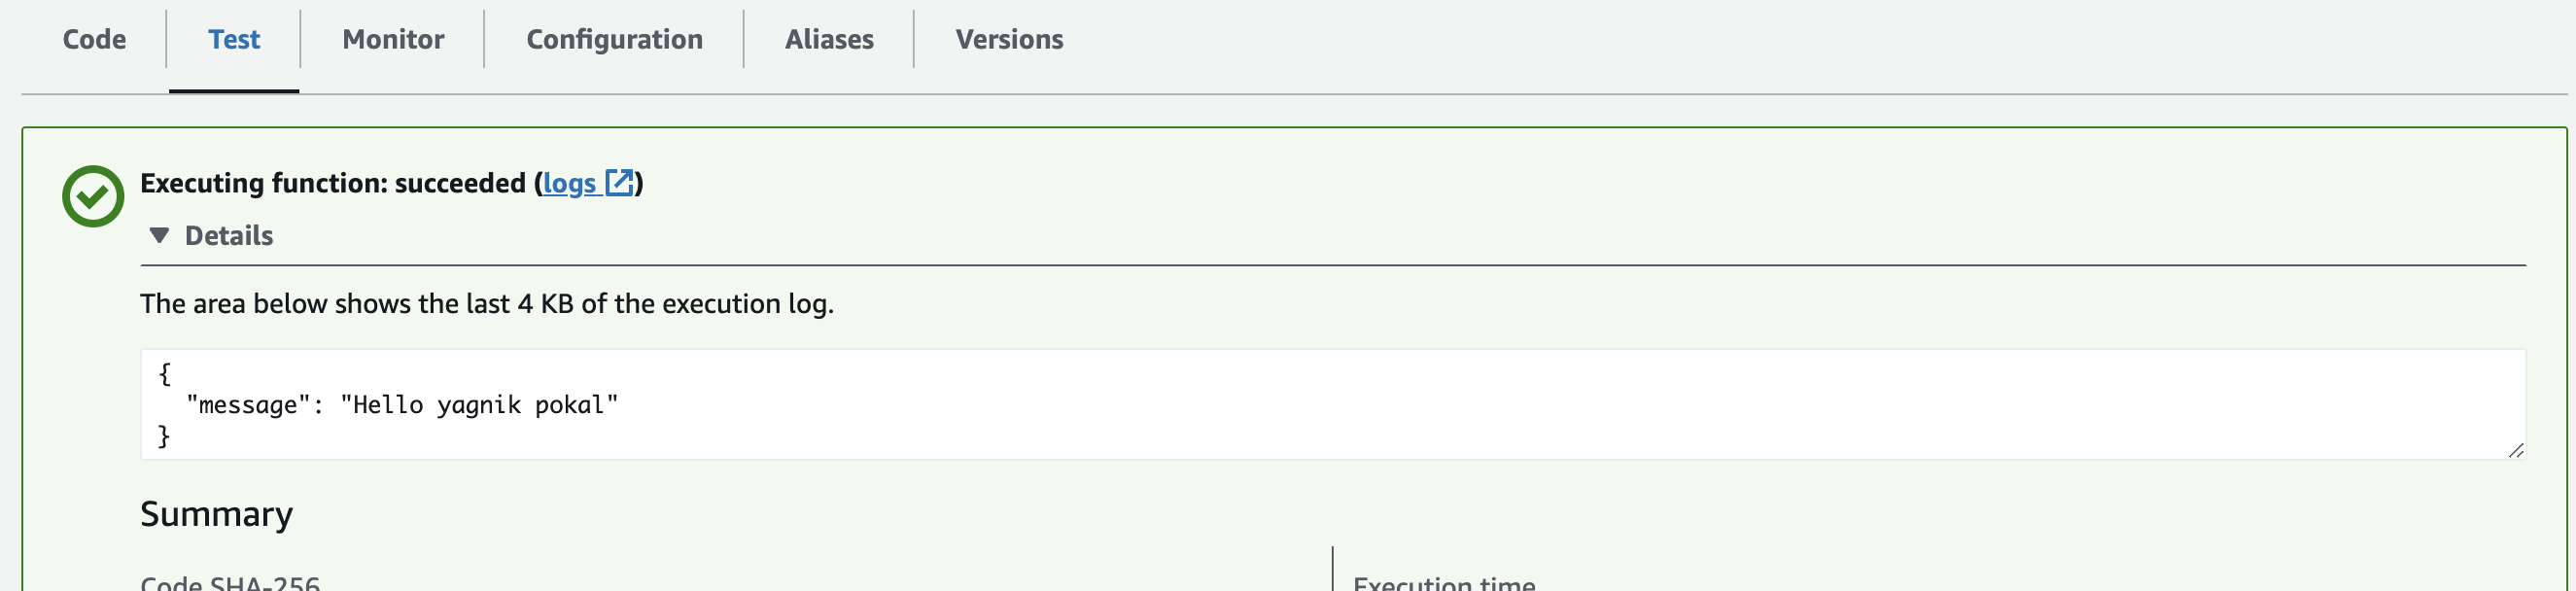 Code Test Monitor Configuration Aliases Versions
Executing function: succeeded (logs)
Details
The area below shows the last 4 KB of the execution log.
{
"message": "Hello yagnik pokal"
}
Summary
Code SHA-256 Execution time